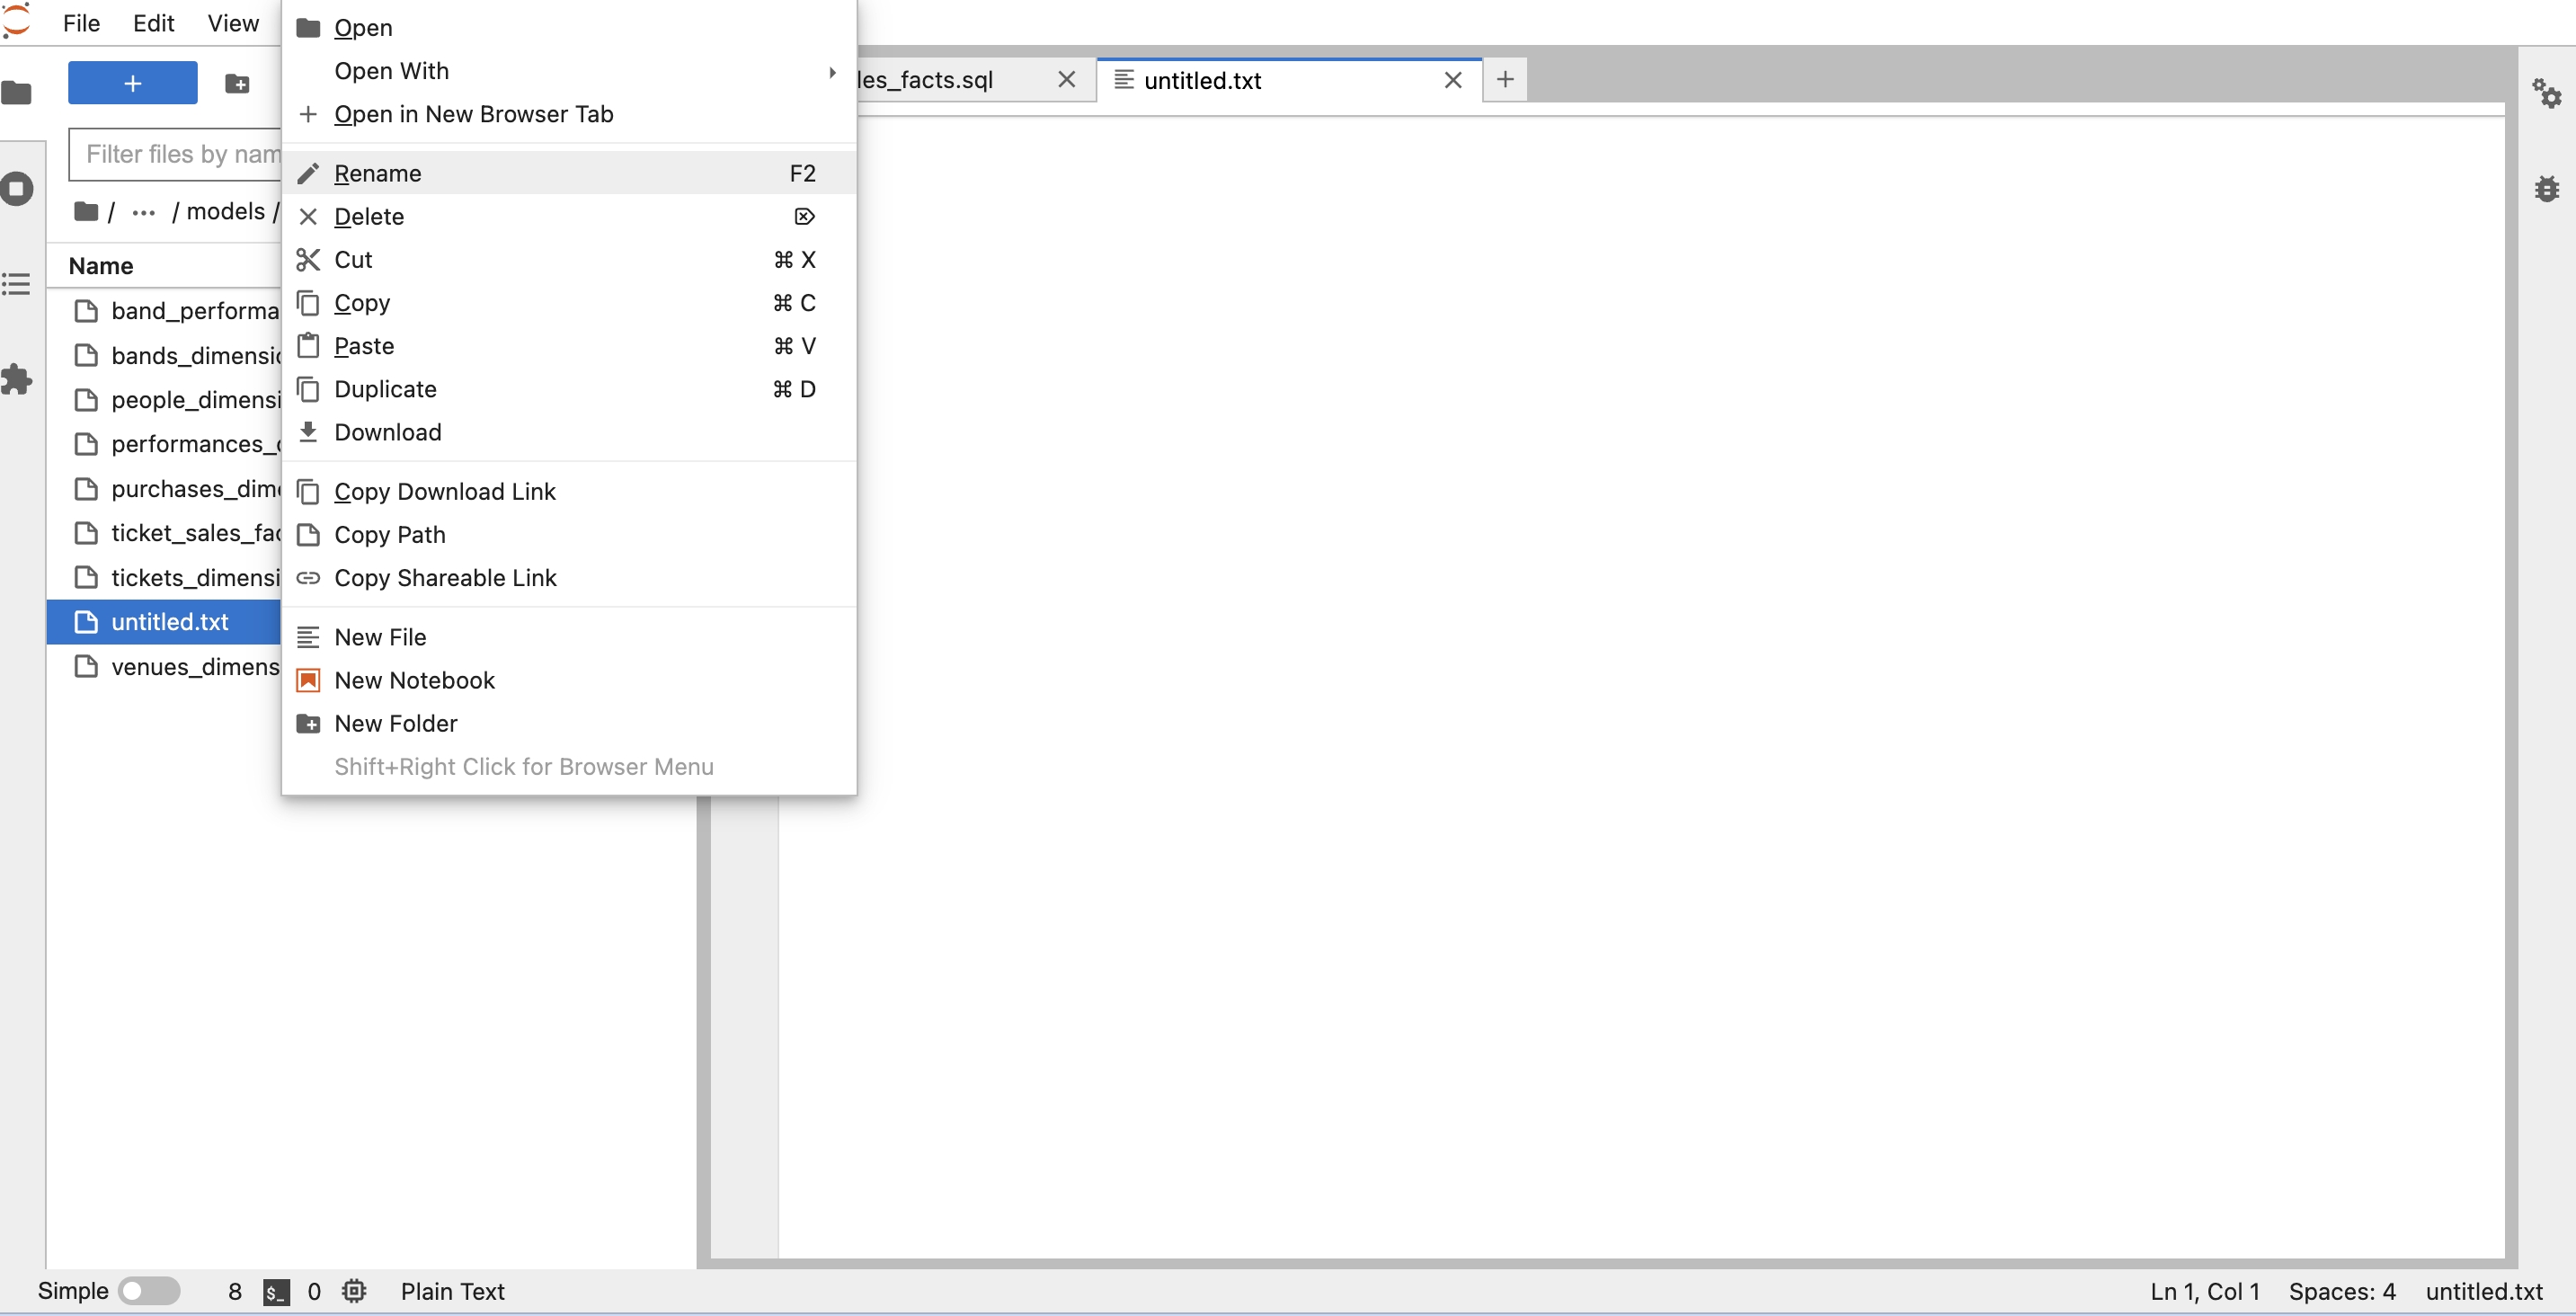 File Edit View
+
Filter files by nam
/ ... / models /
Name
band_performa
bands_dimensi
people_dimensi
performances_
purchases_dim
ticket_sales_fa
tickets_dimensi
untitled.txt
venues_dimens
Open
Open With
Open in New Browser Tab
Rename F2
Delete
Cut ⌘ X
Copy ⌘ C
Paste ⌘ V
Duplicate ⌘ D
Download
Copy Download Link
Copy Path
Copy Shareable Link
New File
New Notebook
New Folder
Shift+Right Click for Browser Menu
les_facts.sql
untitled.txt
+
Simple 8 $_ 0 Plain Text Ln 1, Col 1 Spaces: 4 untitled.txt